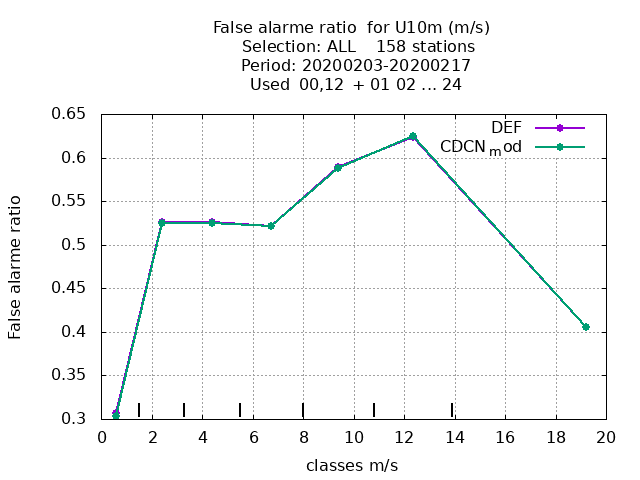 False alarme ratio  for U10m (m/s)
Selection: ALL    158 stations
Period: 20200203-20200217
Used  00,12  + 01 02 ... 24
0.65
0.6
0.55
0.5
0.45
0.4
0.35
0.3
False alarme ratio
DEF
CDCN_mod
0 2 4 6 8 10 12 14 16 18 20
classes m/s